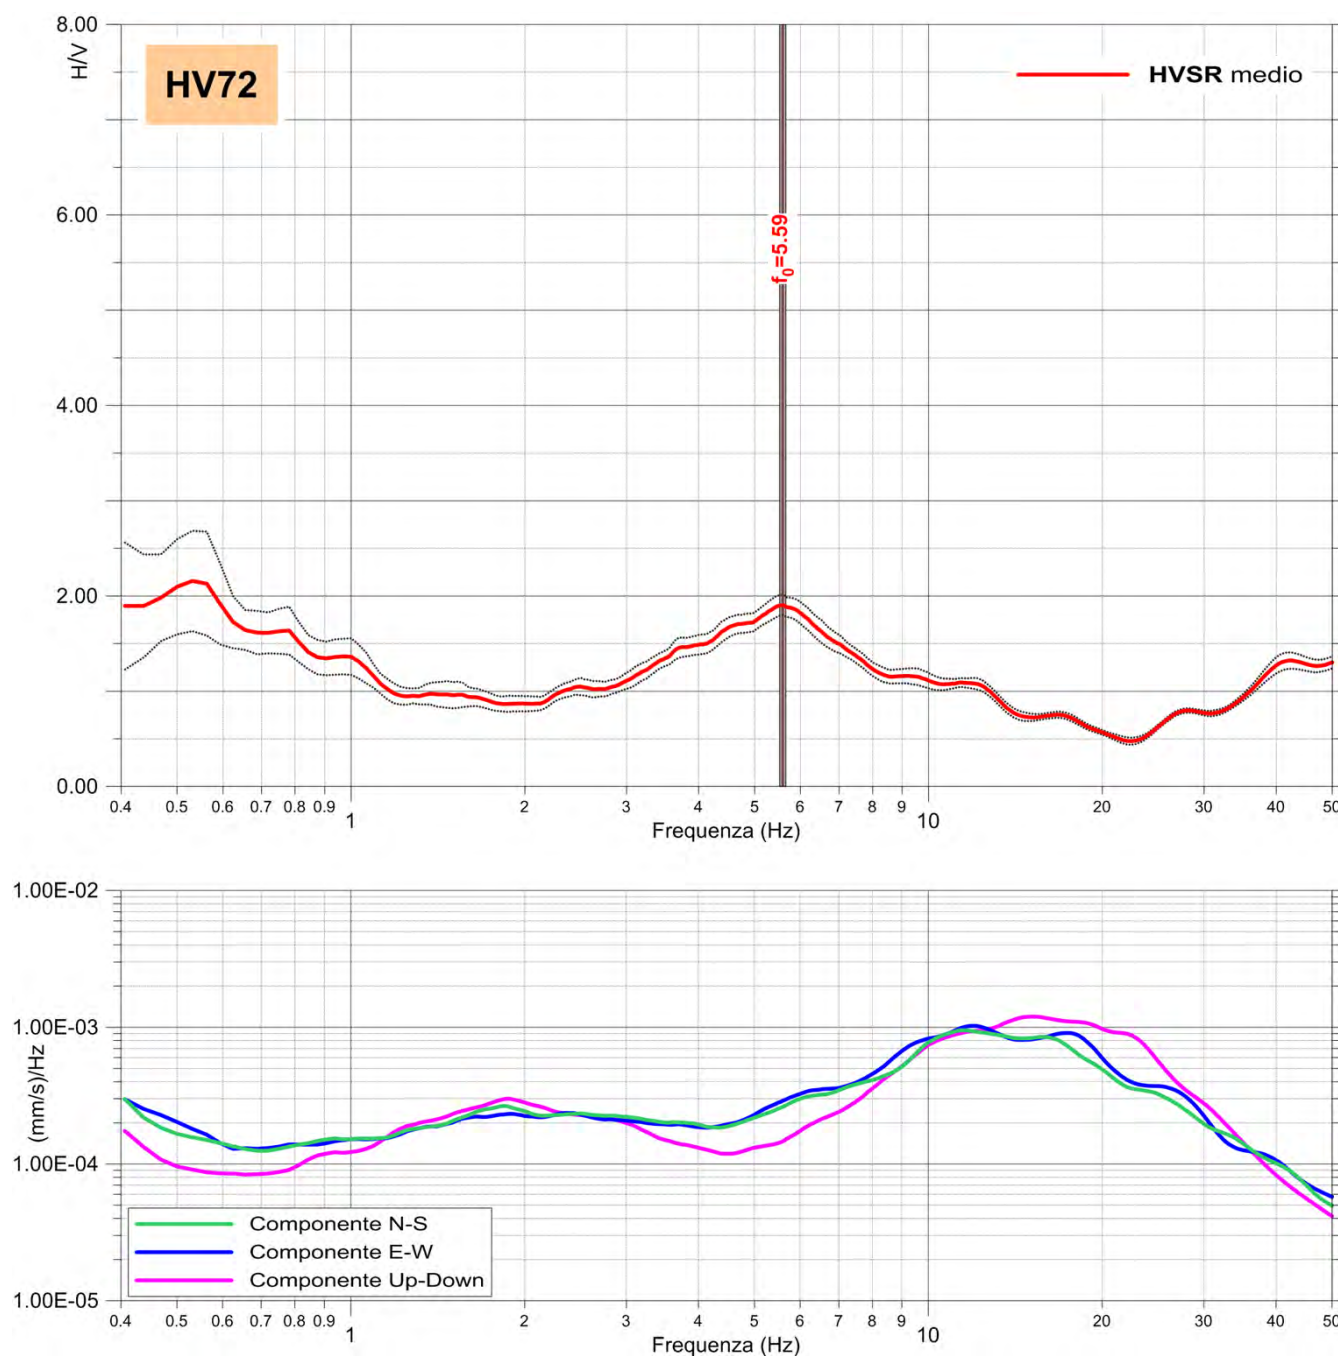 8.00
H/V
HV72
HVSR medio
f₀=5.59
6.00
4.00
2.00
0.00
0.4 0.5 0.6 0.7 0.8 0.9 1 2 3 4 5 6 7 8 9 10 20 30 40 50
Frequenza (Hz)
1.00E-02
1.00E-03
(mm/s)/Hz
1.00E-04
Componente N-S
Componente E-W
Componente Up-Down
1.00E-05
0.4 0.5 0.6 0.7 0.8 0.9 1 2 3 4 5 6 7 8 9 10 20 30 40 50
Frequenza (Hz)